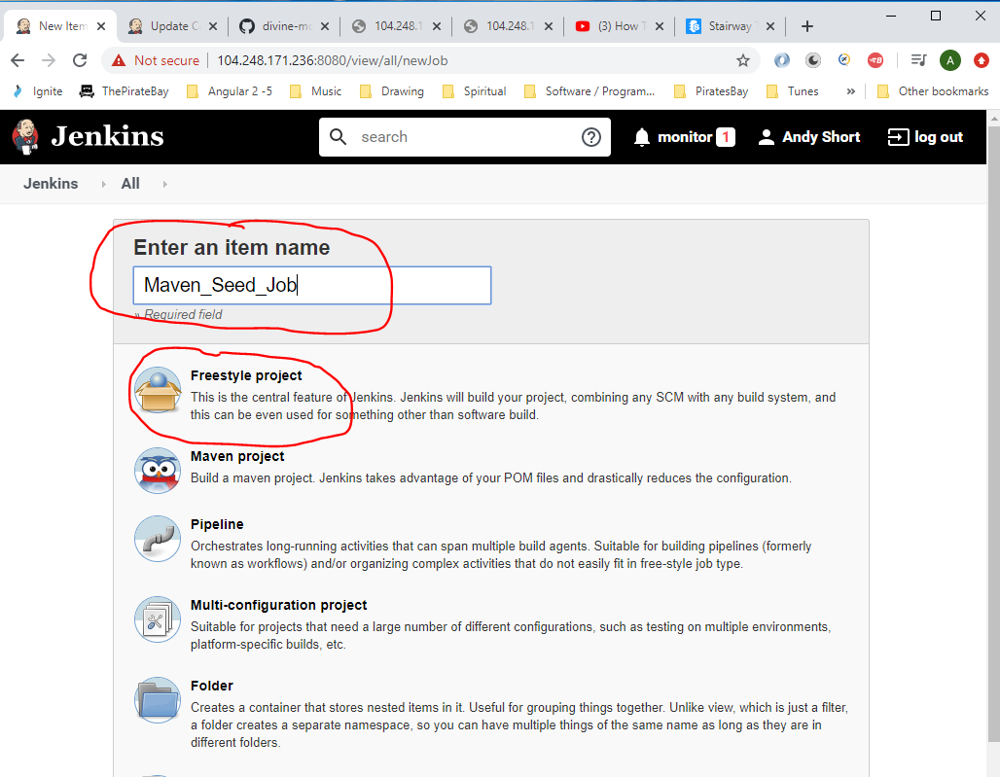 New Item
Update C
divine-mo
104.248.1
104.248.1
(3) How T
Stairway
Not secure
104.248.171.236:8080/view/all/newJob
A
Ignite
ThePirateBay
Angular 2 -5
Music
Drawing
Spiritual
Software / Program...
PiratesBay
Tunes
»
Other bookmarks
Jenkins
search
monitor 1
Andy Short
log out
Jenkins
All
Enter an item name
Maven_Seed_Job
» Required field
Freestyle project
This is the central feature of Jenkins. Jenkins will build your project, combining any SCM with any build system, and
this can be even used for something other than software build.
Maven project
Build a maven project. Jenkins takes advantage of your POM files and drastically reduces the configuration.
Pipeline
Orchestrates long-running activities that can span multiple build agents. Suitable for building pipelines (formerly
known as workflows) and/or organizing complex activities that do not easily fit in free-style job type.
Multi-configuration project
Suitable for projects that need a large number of different configurations, such as testing on multiple environments,
platform-specific builds, etc.
Folder
Creates a container that stores nested items in it. Useful for grouping things together. Unlike view, which is just a filter,
a folder creates a separate namespace, so you can have multiple things of the same name as long as they are in
different folders.